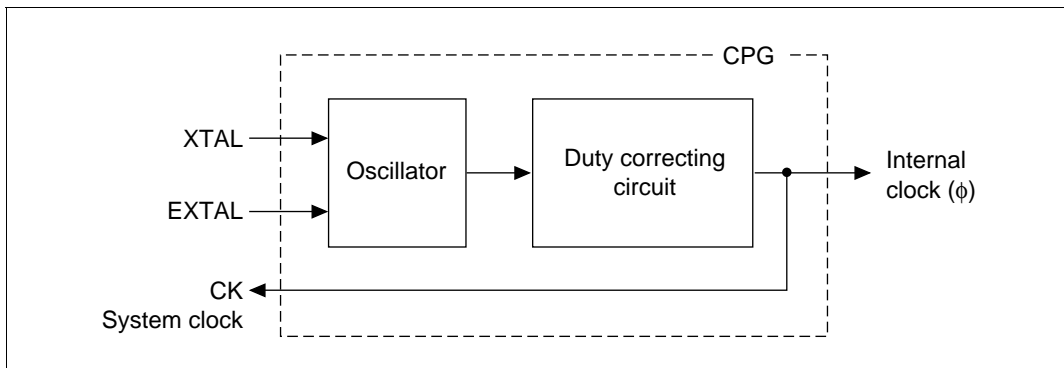 CPG
XTAL
Oscillator
Duty correcting
circuit
Internal
clock (ϕ)
EXTAL
CK
System clock